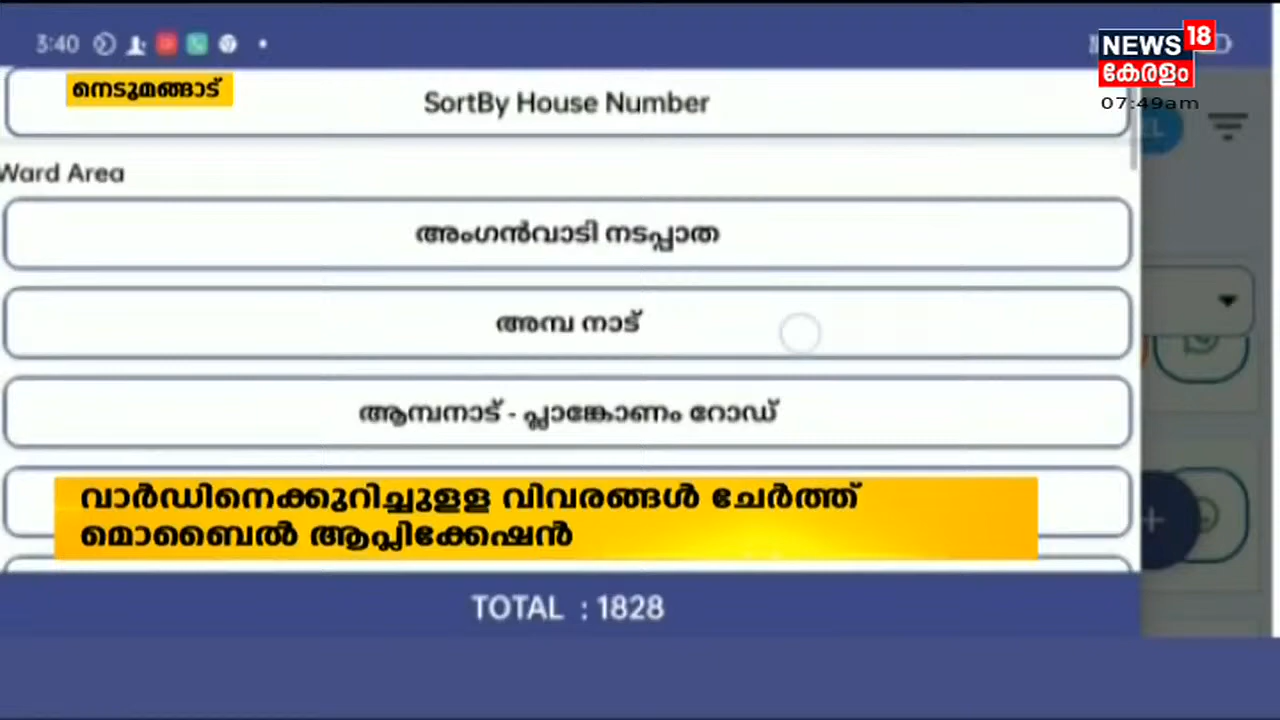 3:40
NEWS 18
കേരളം
07:49am
നെടുമങ്ങാട്
SortBy House Number
Ward Area
അംഗൻവാടി നടപ്പാത
അമ്പ നാട്
ആമ്പനാട് - പ്ലാങ്കോണം റോഡ്
വാർഡിനെക്കുറിച്ചുളള വിവരങ്ങൾ ചേർത്ത്
മൊബൈൽ ആപ്ലിക്കേഷൻ
TOTAL : 1828